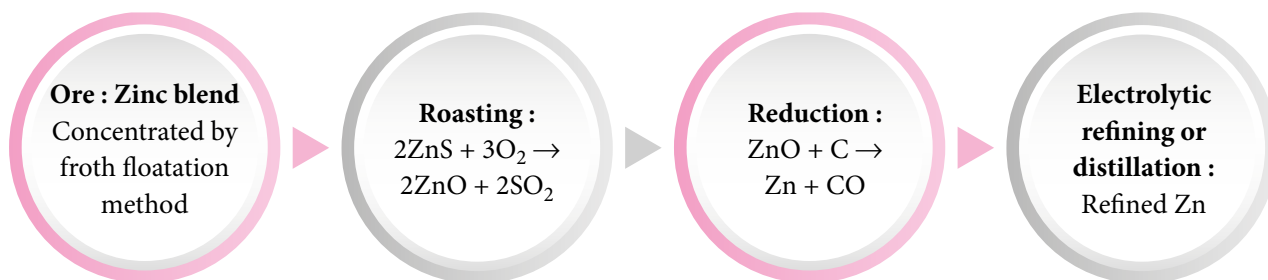 Ore : Zinc blend
Concentrated by
froth floatation
method
Roasting :
2ZnS + 3O₂ →
2ZnO + 2SO₂
Reduction :
ZnO + C →
Zn + CO
Electrolytic
refining or
distillation :
Refined Zn